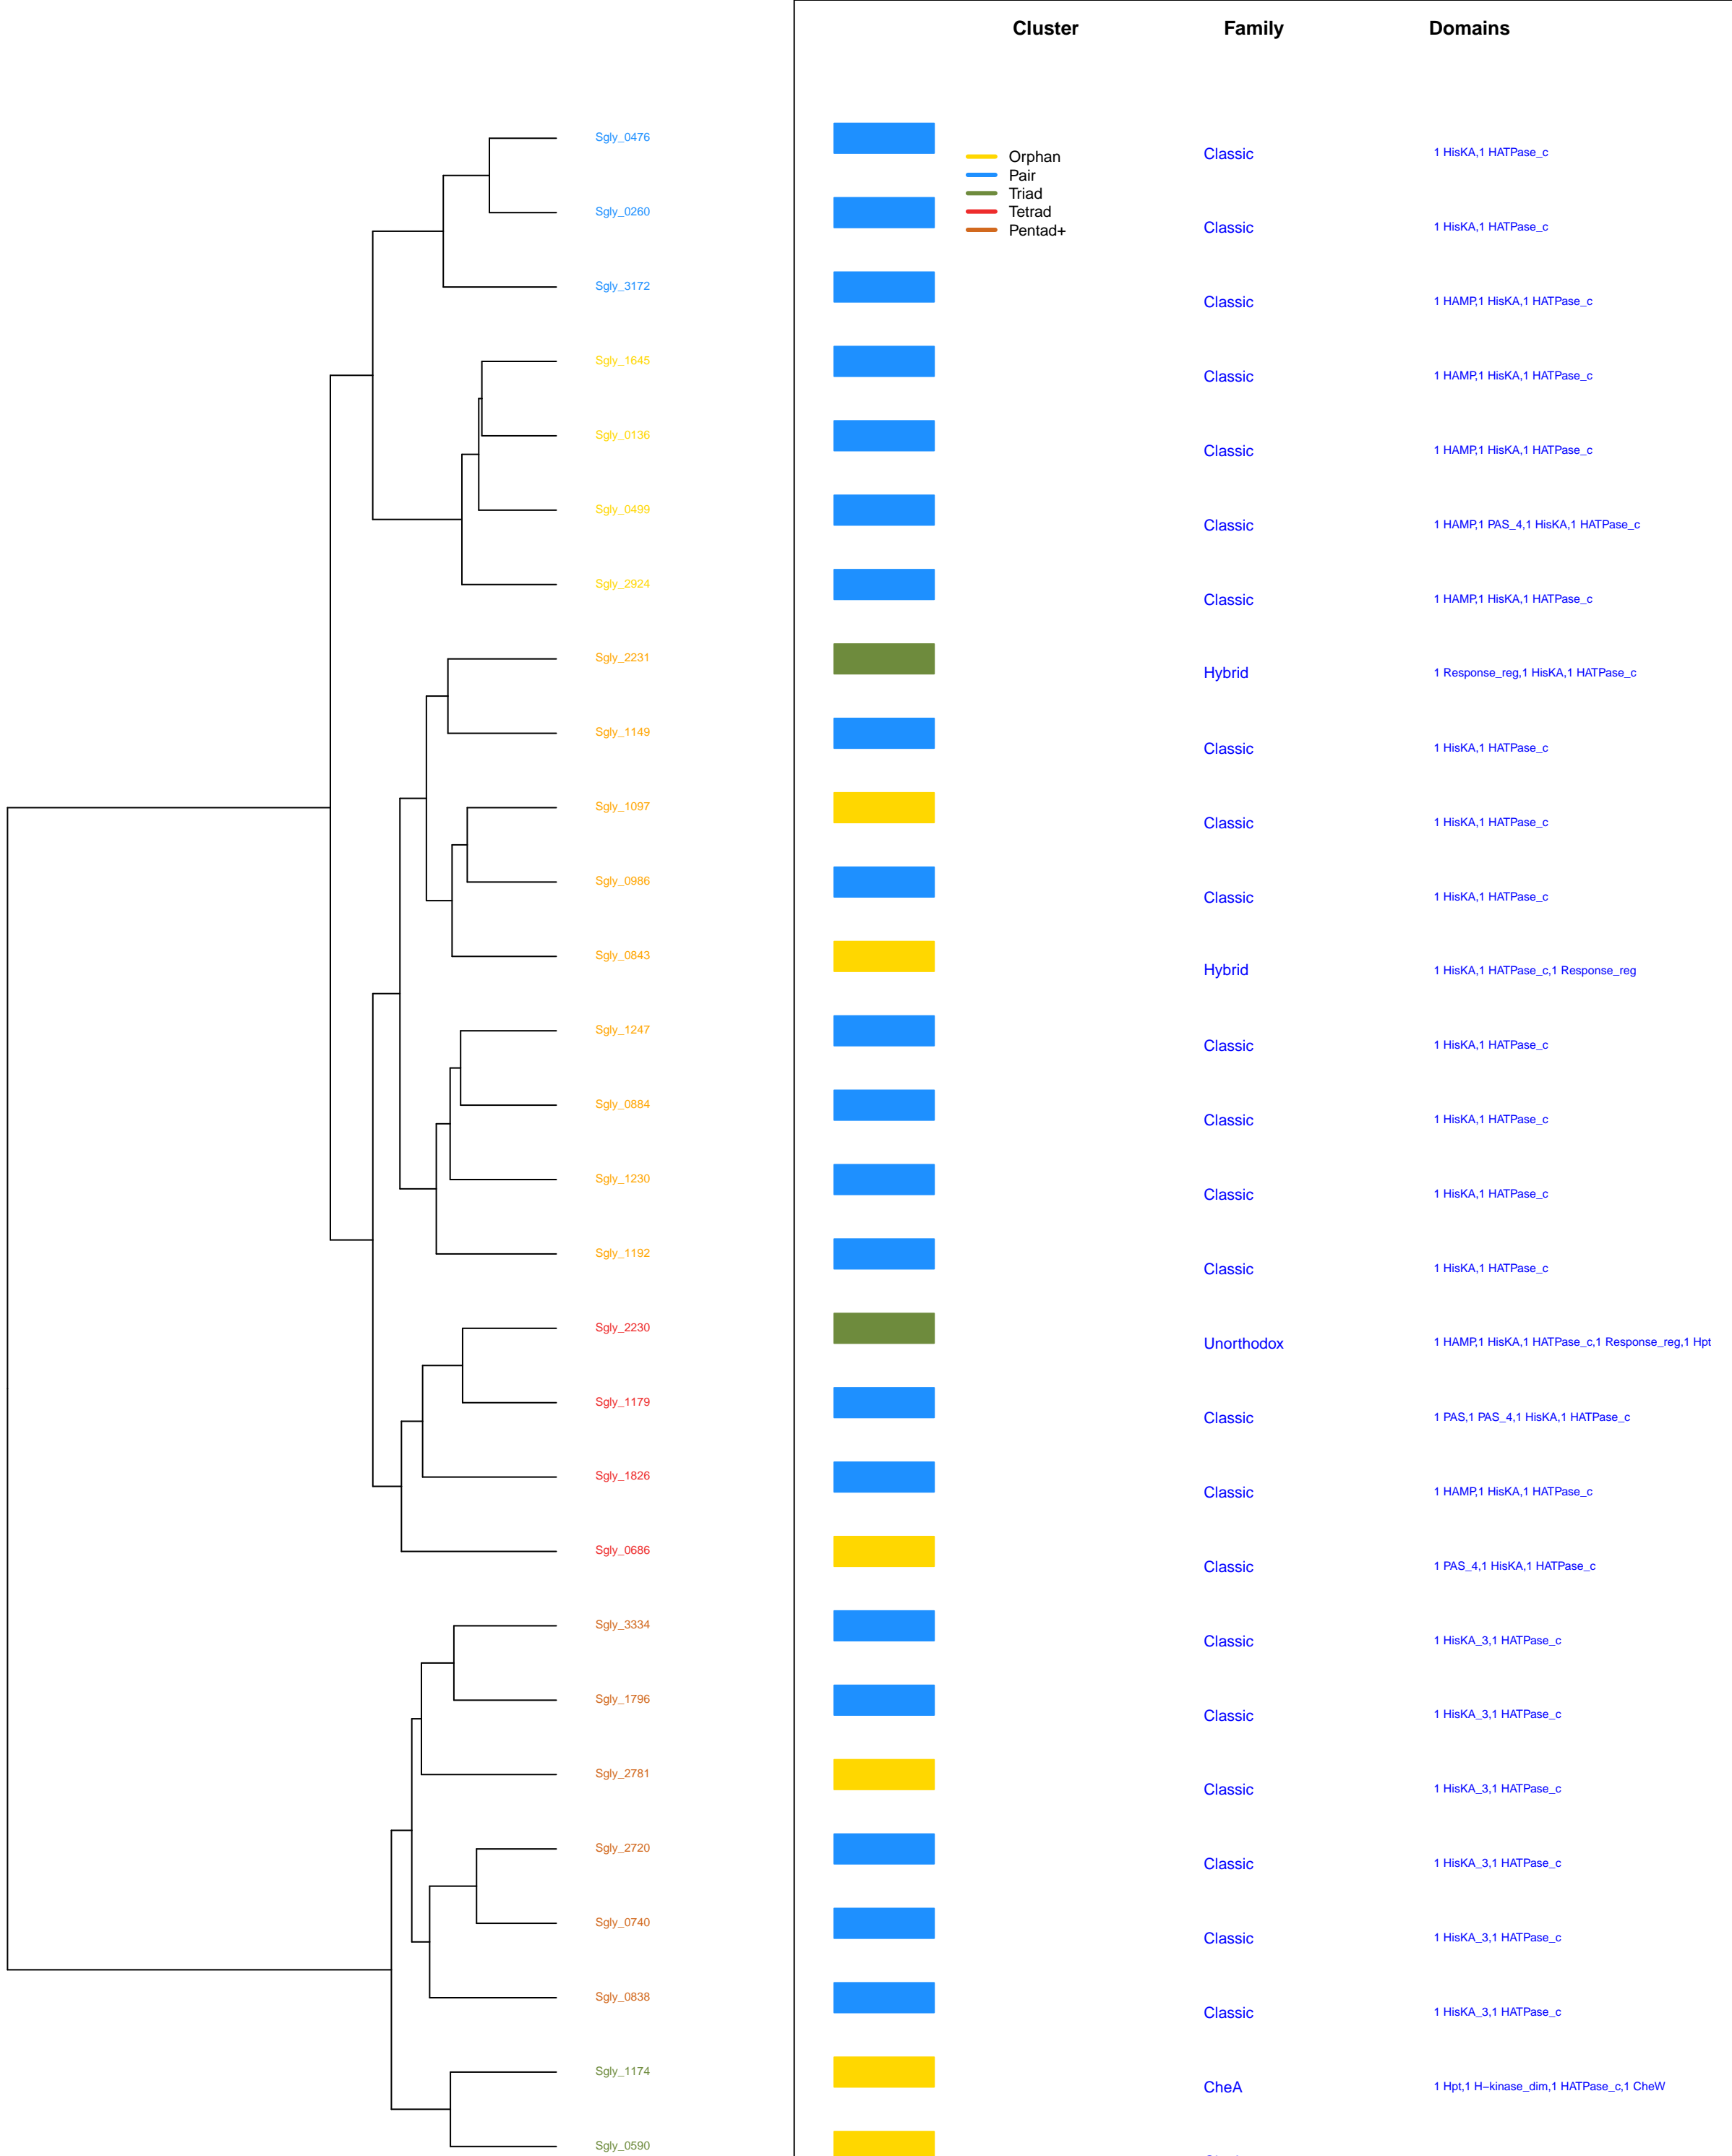 Cluster Family Domains
Sgly_0476 Classic 1 HisKA,1 HATPase_c
Orphan
Pair
Triad
Tetrad
Pentad+
Sgly_0260 Classic 1 HisKA,1 HATPase_c
Sgly_3172 Classic 1 HAMP,1 HisKA,1 HATPase_c
Sgly_1645 Classic 1 HAMP,1 HisKA,1 HATPase_c
Sgly_0136 Classic 1 HAMP,1 HisKA,1 HATPase_c
Sgly_0499 Classic 1 HAMP,1 PAS_4,1 HisKA,1 HATPase_c
Sgly_2924 Classic 1 HAMP,1 HisKA,1 HATPase_c
Sgly_2231 Hybrid 1 Response_reg,1 HisKA,1 HATPase_c
Sgly_1149 Classic 1 HisKA,1 HATPase_c
Sgly_1097 Classic 1 HisKA,1 HATPase_c
Sgly_0986 Classic 1 HisKA,1 HATPase_c
Sgly_0843 Hybrid 1 HisKA,1 HATPase_c,1 Response_reg
Sgly_1247 Classic 1 HisKA,1 HATPase_c
Sgly_0884 Classic 1 HisKA,1 HATPase_c
Sgly_1230 Classic 1 HisKA,1 HATPase_c
Sgly_1192 Classic 1 HisKA,1 HATPase_c
Sgly_2230 Unorthodox 1 HAMP,1 HisKA,1 HATPase_c,1 Response_reg,1 Hpt
Sgly_1179 Classic 1 PAS,1 PAS_4,1 HisKA,1 HATPase_c
Sgly_1826 Classic 1 HAMP,1 HisKA,1 HATPase_c
Sgly_0686 Classic 1 PAS_4,1 HisKA,1 HATPase_c
Sgly_3334 Classic 1 HisKA_3,1 HATPase_c
Sgly_1796 Classic 1 HisKA_3,1 HATPase_c
Sgly_2781 Classic 1 HisKA_3,1 HATPase_c
Sgly_2720 Classic 1 HisKA_3,1 HATPase_c
Sgly_0740 Classic 1 HisKA_3,1 HATPase_c
Sgly_0838 Classic 1 HisKA_3,1 HATPase_c
Sgly_1174 CheA 1 Hpt,1 H−kinase_dim,1 HATPase_c,1 CheW
Sgly_0590